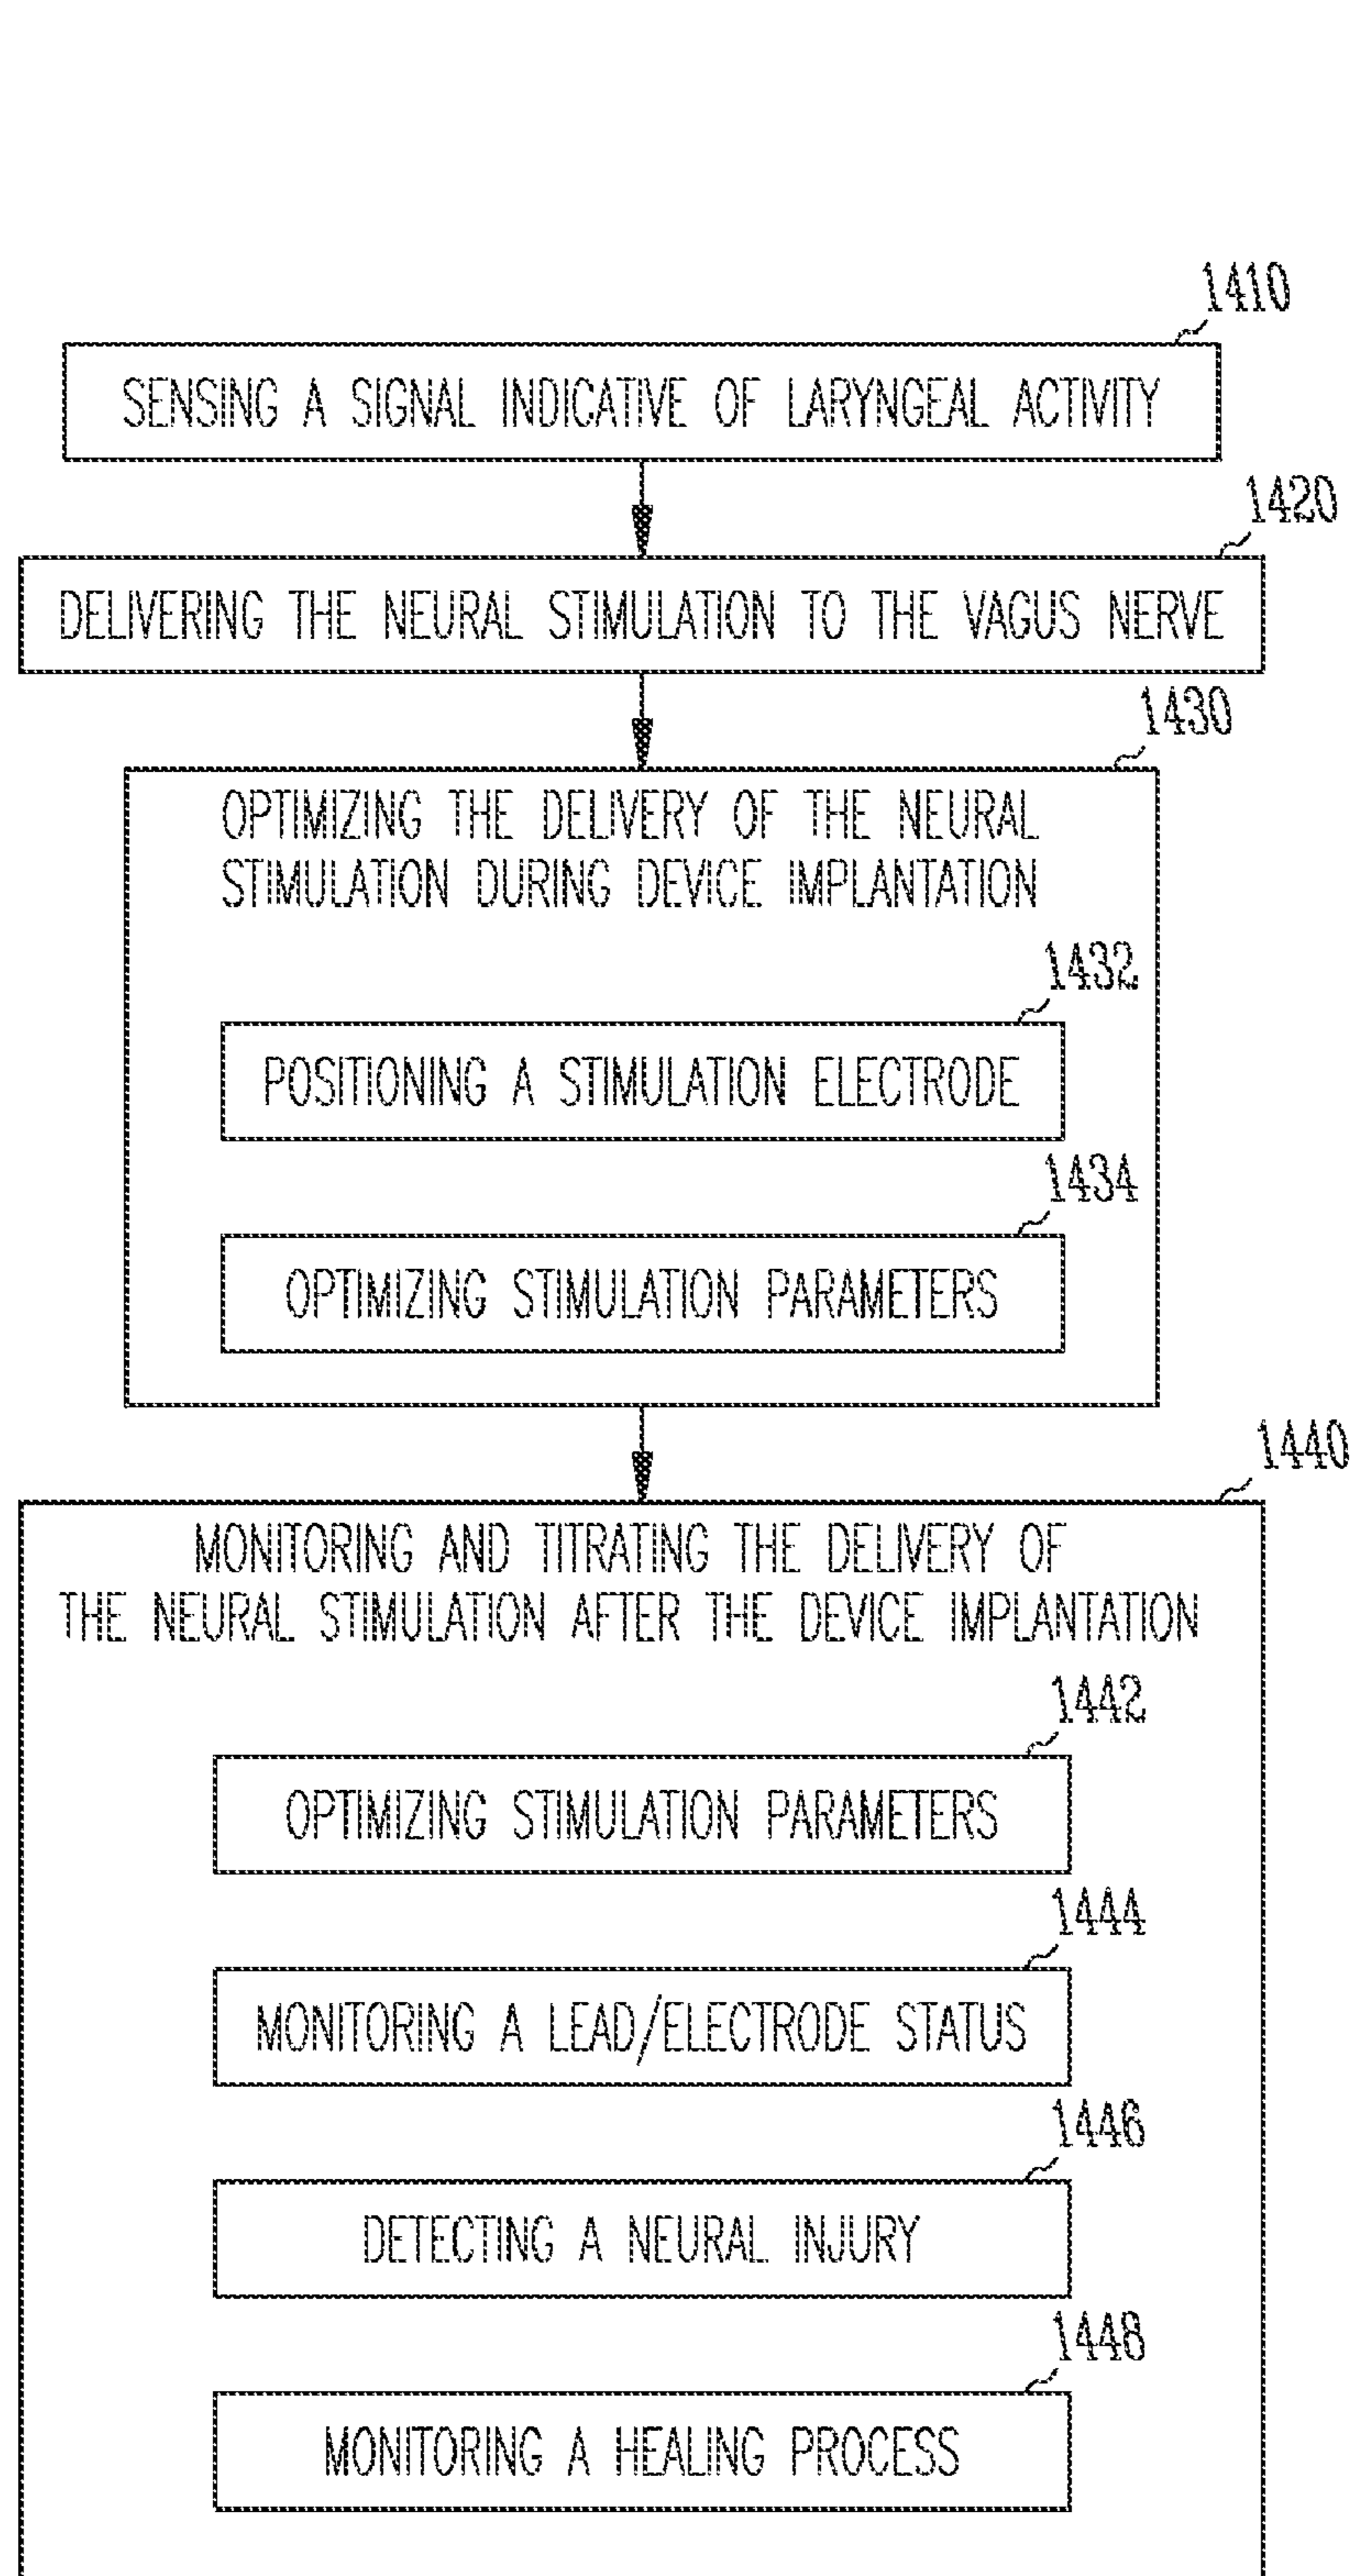 1410
SENSING A SIGNAL INDICATIVE OF LARYNGEAL ACTIVITY
1420
DELIVERING THE NEURAL STIMULATION TO THE VAGUS NERVE
1430
OPTIMIZING THE DELIVERY OF THE NEURAL
STIMULATION DURING DEVICE IMPLANTATION
1432
POSITIONING A STIMULATION ELECTRODE
1434
OPTIMIZING STIMULATION PARAMETERS
1440
MONITORING AND TITRATING THE DELIVERY OF
THE NEURAL STIMULATION AFTER THE DEVICE IMPLANTATION
1442
OPTIMIZING STIMULATION PARAMETERS
1444
MONITORING A LEAD/ELECTRODE STATUS
1446
DETECTING A NEURAL INJURY
1448
MONITORING A HEALING PROCESS